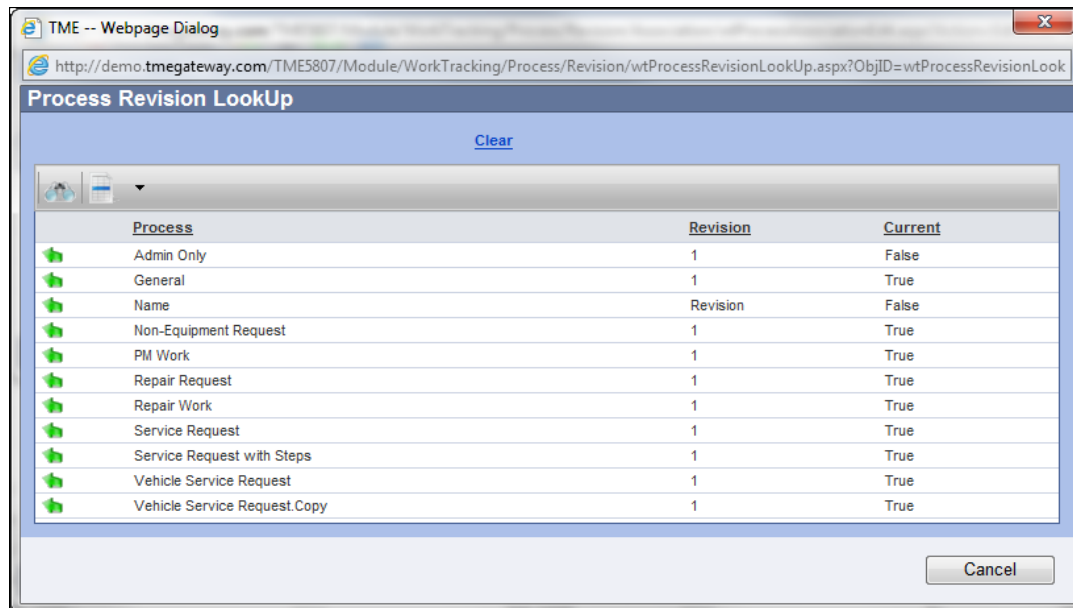 TME -- Webpage Dialog
X
http://demo.tmegateway.com/TME5807/Module/WorkTracking/Process/Revision/wtProcessRevisionLookUp.aspx?ObjID=wtProcessRevisionLook
Process Revision LookUp
Clear
Process Revision Current
Admin Only 1 False
General 1 True
Name Revision False
Non-Equipment Request 1 True
PM Work 1 True
Repair Request 1 True
Repair Work 1 True
Service Request 1 True
Service Request with Steps 1 True
Vehicle Service Request 1 True
Vehicle Service Request.Copy 1 True
Cancel